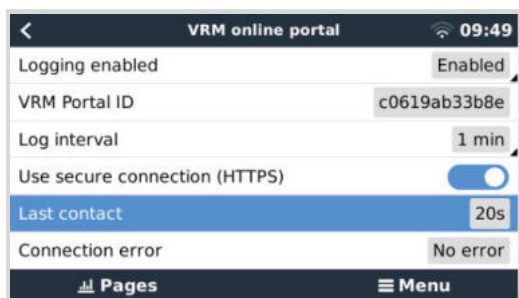 VRM online portal 09:49
Logging enabled Enabled
VRM Portal ID c0619ab33b8e
Log interval 1 min
Use secure connection (HTTPS)
Last contact 20s
Connection error No error
Pages Menu